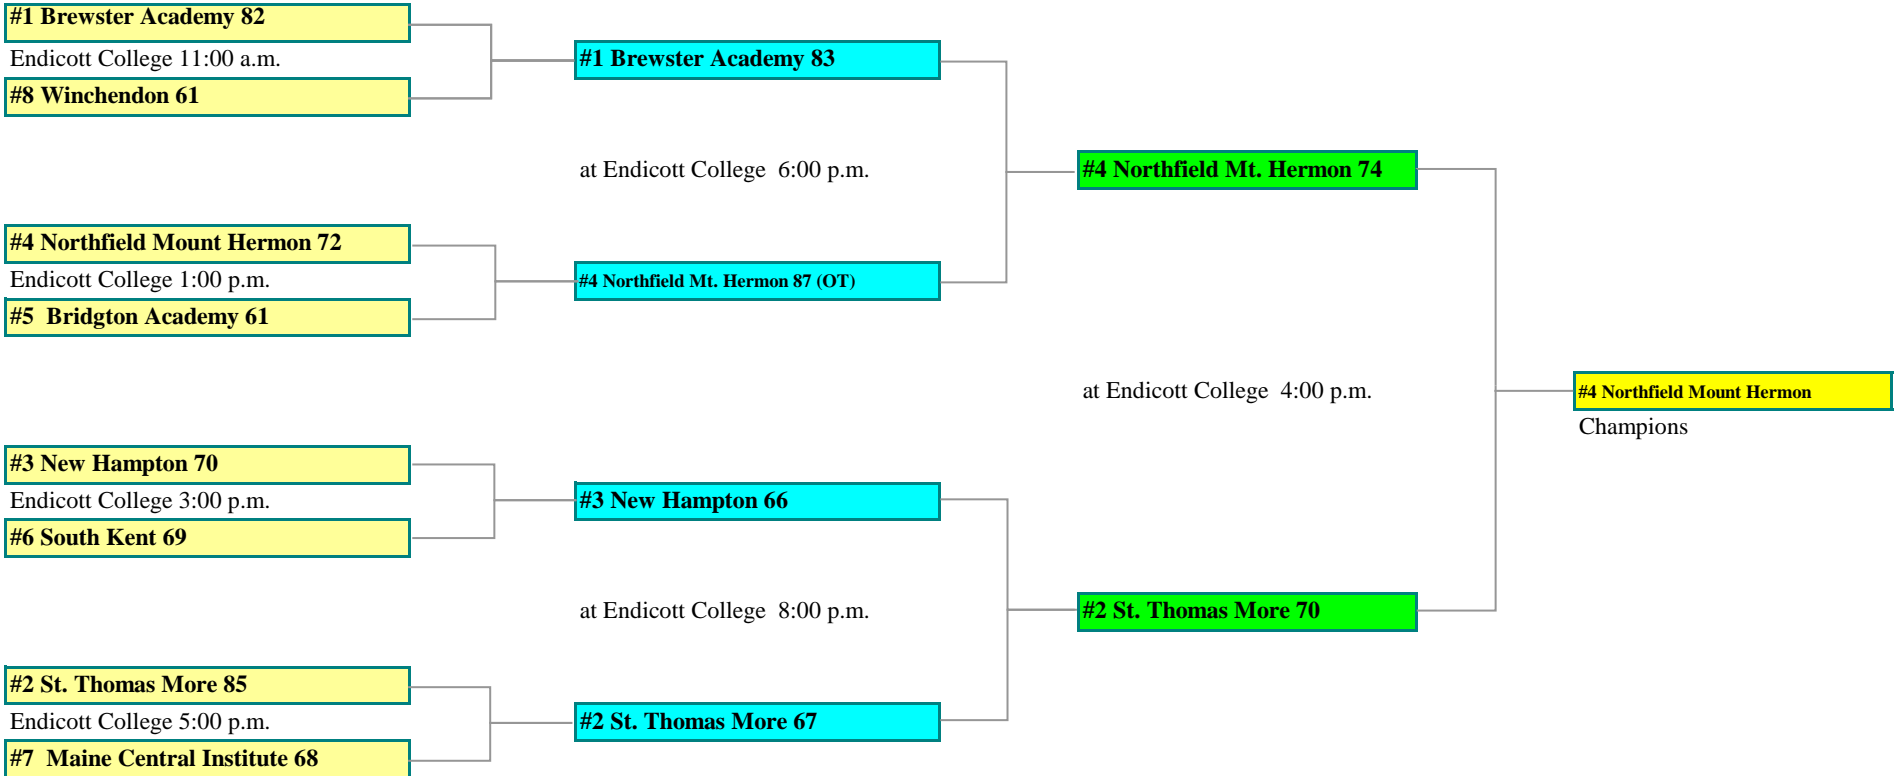 #1 Brewster Academy 82
Endicott College 11:00 a.m.
#8 Winchendon 61
#4 Northfield Mount Hermon 72
Endicott College 1:00 p.m.
#5  Bridgton Academy 61
#3 New Hampton 70
Endicott College 3:00 p.m.
#6 South Kent 69
#2 St. Thomas More 85
Endicott College 5:00 p.m.
#7  Maine Central Institute 68
#1 Brewster Academy 83
at Endicott College  6:00 p.m.
#4 Northfield Mt. Hermon 87 (OT)
#3 New Hampton 66
at Endicott College  8:00 p.m.
#2 St. Thomas More 67
#4 Northfield Mt. Hermon 74
at Endicott College  4:00 p.m.
#2 St. Thomas More 70
#4 Northfield Mount Hermon
Champions